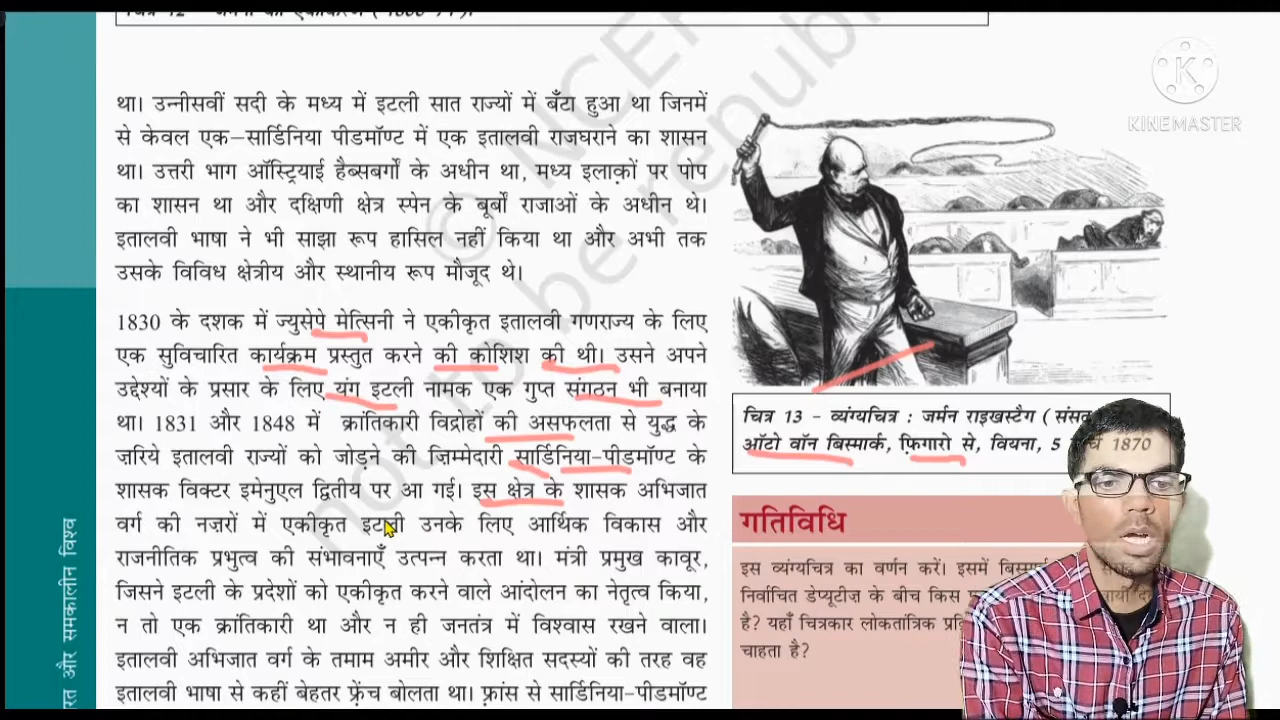 था। उन्नीसवीं सदी के मध्य में इटली सात राज्यों में बँटा हुआ था जिनमें
से केवल एक–सार्डिनिया पीडमॉण्ट में एक इतालवी राजघराने का शासन
था। उत्तरी भाग ऑस्ट्रियाई हैब्सबर्गों के अधीन था, मध्य इलाक़ों पर पोप
का शासन था और दक्षिणी क्षेत्र स्पेन के बूर्बों राजाओं के अधीन थे।
इतालवी भाषा ने भी साझा रूप हासिल नहीं किया था और अभी तक
उसके विविध क्षेत्रीय और स्थानीय रूप मौजूद थे।
1830 के दशक में ज्युसेपे मेत्सिनी ने एकीकृत इतालवी गणराज्य के लिए
एक सुविचारित कार्यक्रम प्रस्तुत करने की कोशिश की थी। उसने अपने
उद्देश्यों के प्रसार के लिए यंग इटली नामक एक गुप्त संगठन भी बनाया
था। 1831 और 1848 में क्रांतिकारी विद्रोहों की असफलता से युद्ध के
ज़रिये इतालवी राज्यों को जोड़ने की ज़िम्मेदारी सार्डिनिया-पीडमॉण्ट के
शासक विक्टर इमेनुएल द्वितीय पर आ गई। इस क्षेत्र के शासक अभिजात
वर्ग की नज़रों में एकीकृत इटली उनके लिए आर्थिक विकास और
राजनीतिक प्रभुत्व की संभावनाएँ उत्पन्न करता था। मंत्री प्रमुख कावूर,
जिसने इटली के प्रदेशों को एकीकृत करने वाले आंदोलन का नेतृत्व किया,
न तो एक क्रांतिकारी था और न ही जनतंत्र में विश्वास रखने वाला।
इतालवी अभिजात वर्ग के तमाम अमीर और शिक्षित सदस्यों की तरह वह
इतालवी भाषा से कहीं बेहतर फ़्रेंच बोलता था। फ़्रांस से सार्डिनिया-पीडमॉण्ट
KINEMASTER
चित्र 13 – व्यंग्यचित्र : जर्मन राइखस्टैग (संसद
ऑटो वॉन बिस्मार्क, फ़िगारो से, वियना, 5 1870
गतिविधि
इस व्यंग्यचित्र का वर्णन करें। इसमें
निर्वाचित डेप्यूटीज़ के बीच किस
है? यहाँ चित्रकार लोकतांत्रिक
चाहता है?
और समकालीन विश्व